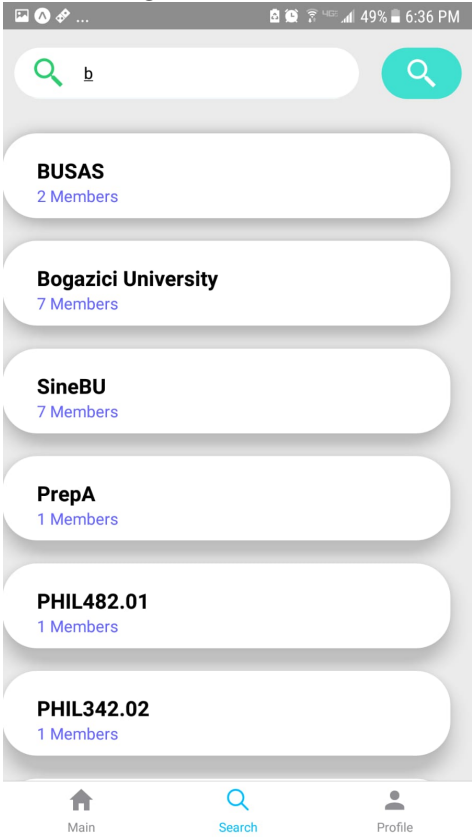 ... 49% 6:36 PM
b
BUSAS
2 Members
Bogazici University
7 Members
SineBU
7 Members
PrepA
1 Members
PHIL482.01
1 Members
PHIL342.02
1 Members
Main Search Profile